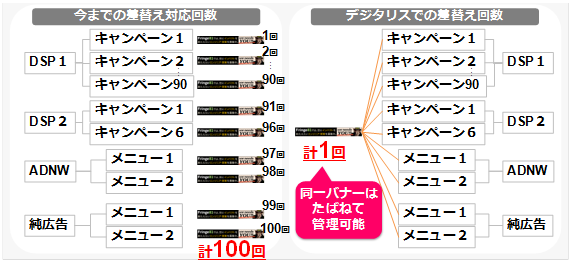 今までの差替え対応回数
DSP 1
キャンペーン 1
1回
キャンペーン 2
2回
キャンペーン90
90回
DSP 2
キャンペーン 1
91回
キャンペーン 6
96回
ADNW
メニュー 1
97回
メニュー 2
98回
純広告
メニュー 1
99回
メニュー 2
100回
計100回
デジタリスでの差替え回数
計1回
同一バナーは
たばねて
管理可能
キャンペーン 1
キャンペーン 2
キャンペーン90
DSP 1
キャンペーン 1
キャンペーン 6
DSP 2
メニュー 1
メニュー 2
ADNW
メニュー 1
メニュー 2
純広告